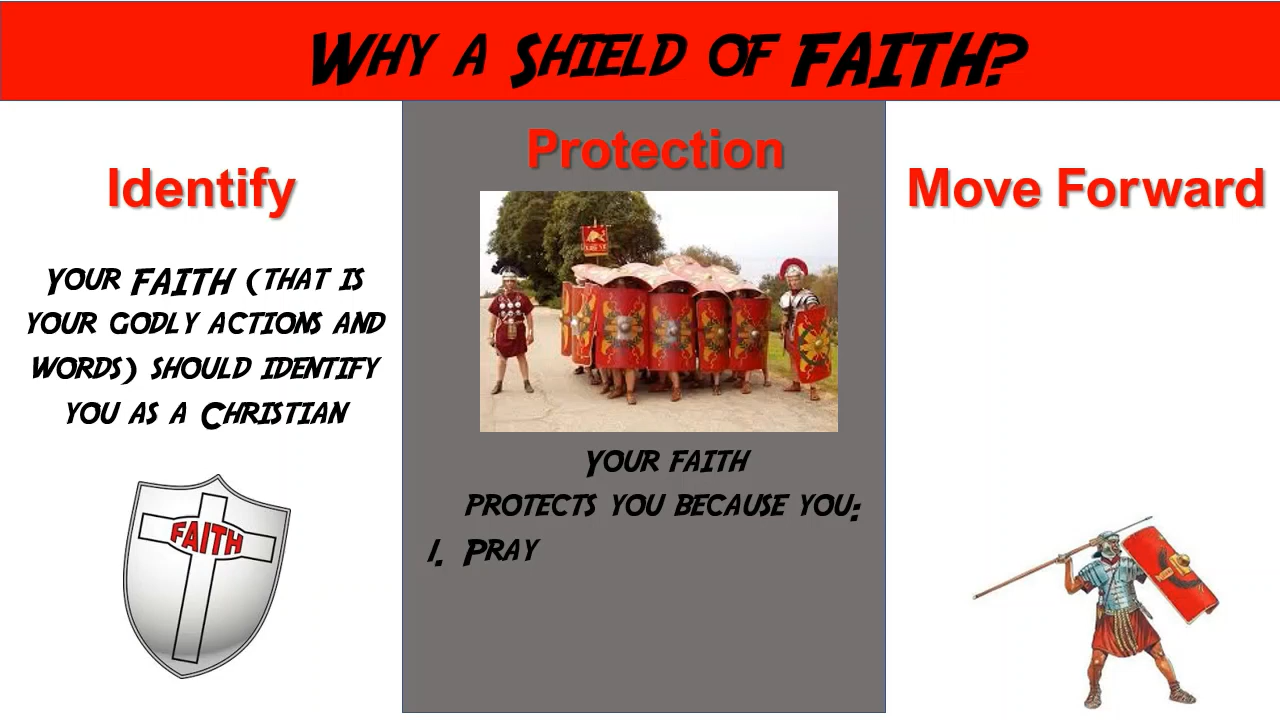 Why a Shield of FAITH?
Identify
Your FAITH (that is
your godly actions and
words) should identify
you as a Christian
FAITH
Protection
Your faith
protects you because you:
1. Pray
Move Forward